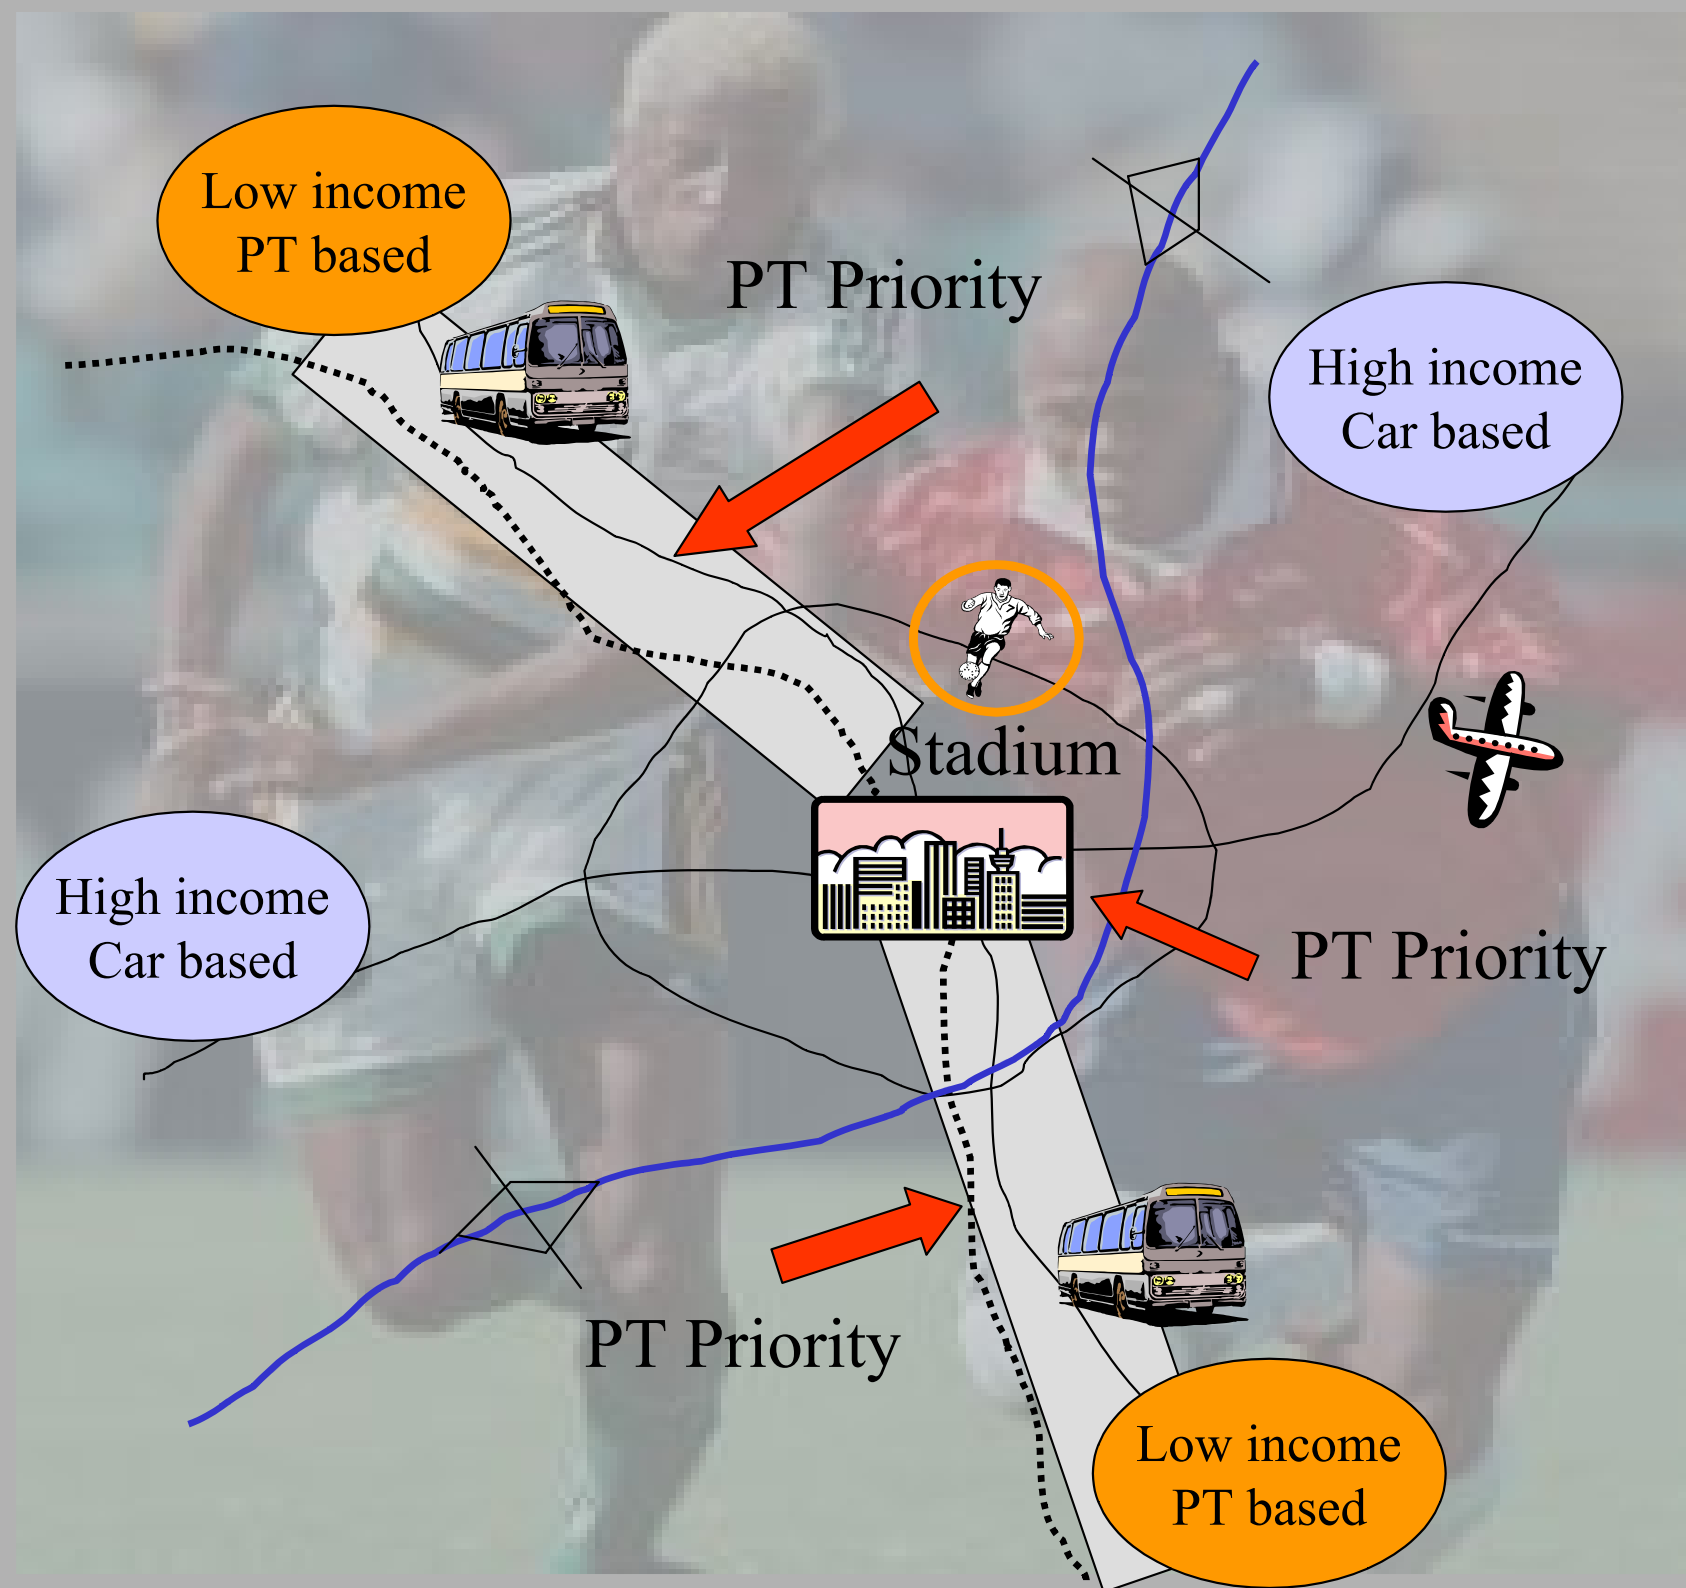 Low income
PT based
PT Priority
High income
Car based
Stadium
High income
Car based
PT Priority
PT Priority
Low income
PT based